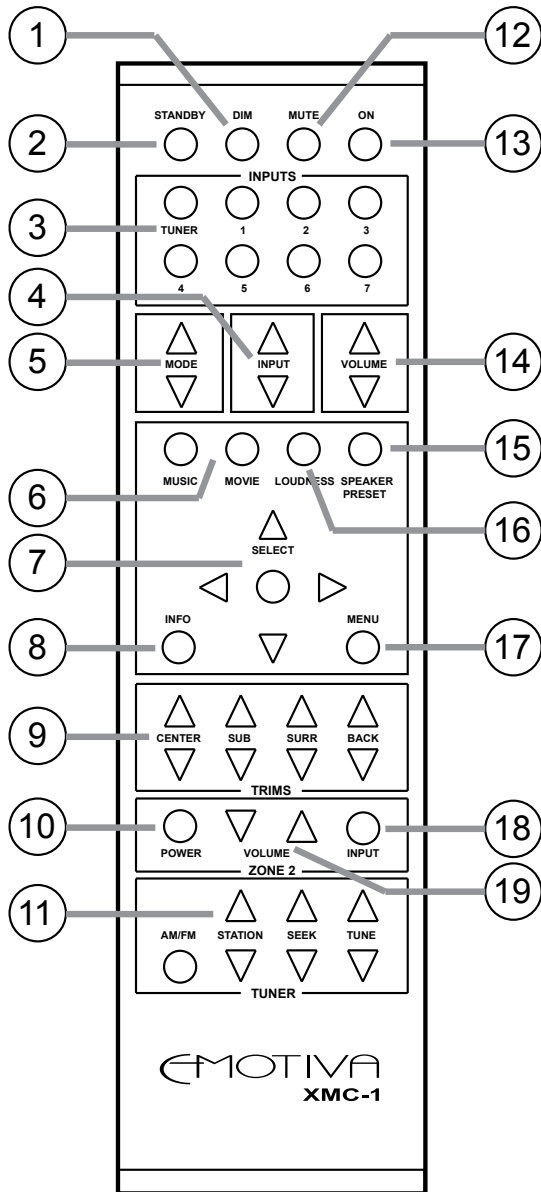 1 12
STANDBY DIM MUTE ON
2 13
INPUTS
3
TUNER 1 2 3
4
4 5 6 7
5 MODE INPUT VOLUME 14
15
MUSIC MOVIE LOUDNESS SPEAKER PRESET
6 16
7 SELECT
INFO MENU
8 17
9 CENTER SUB SURR BACK
TRIMS
10 18
POWER VOLUME INPUT
ZONE 2
19
11 AM/FM STATION SEEK TUNE
TUNER
EMOTIVA
XMC-1